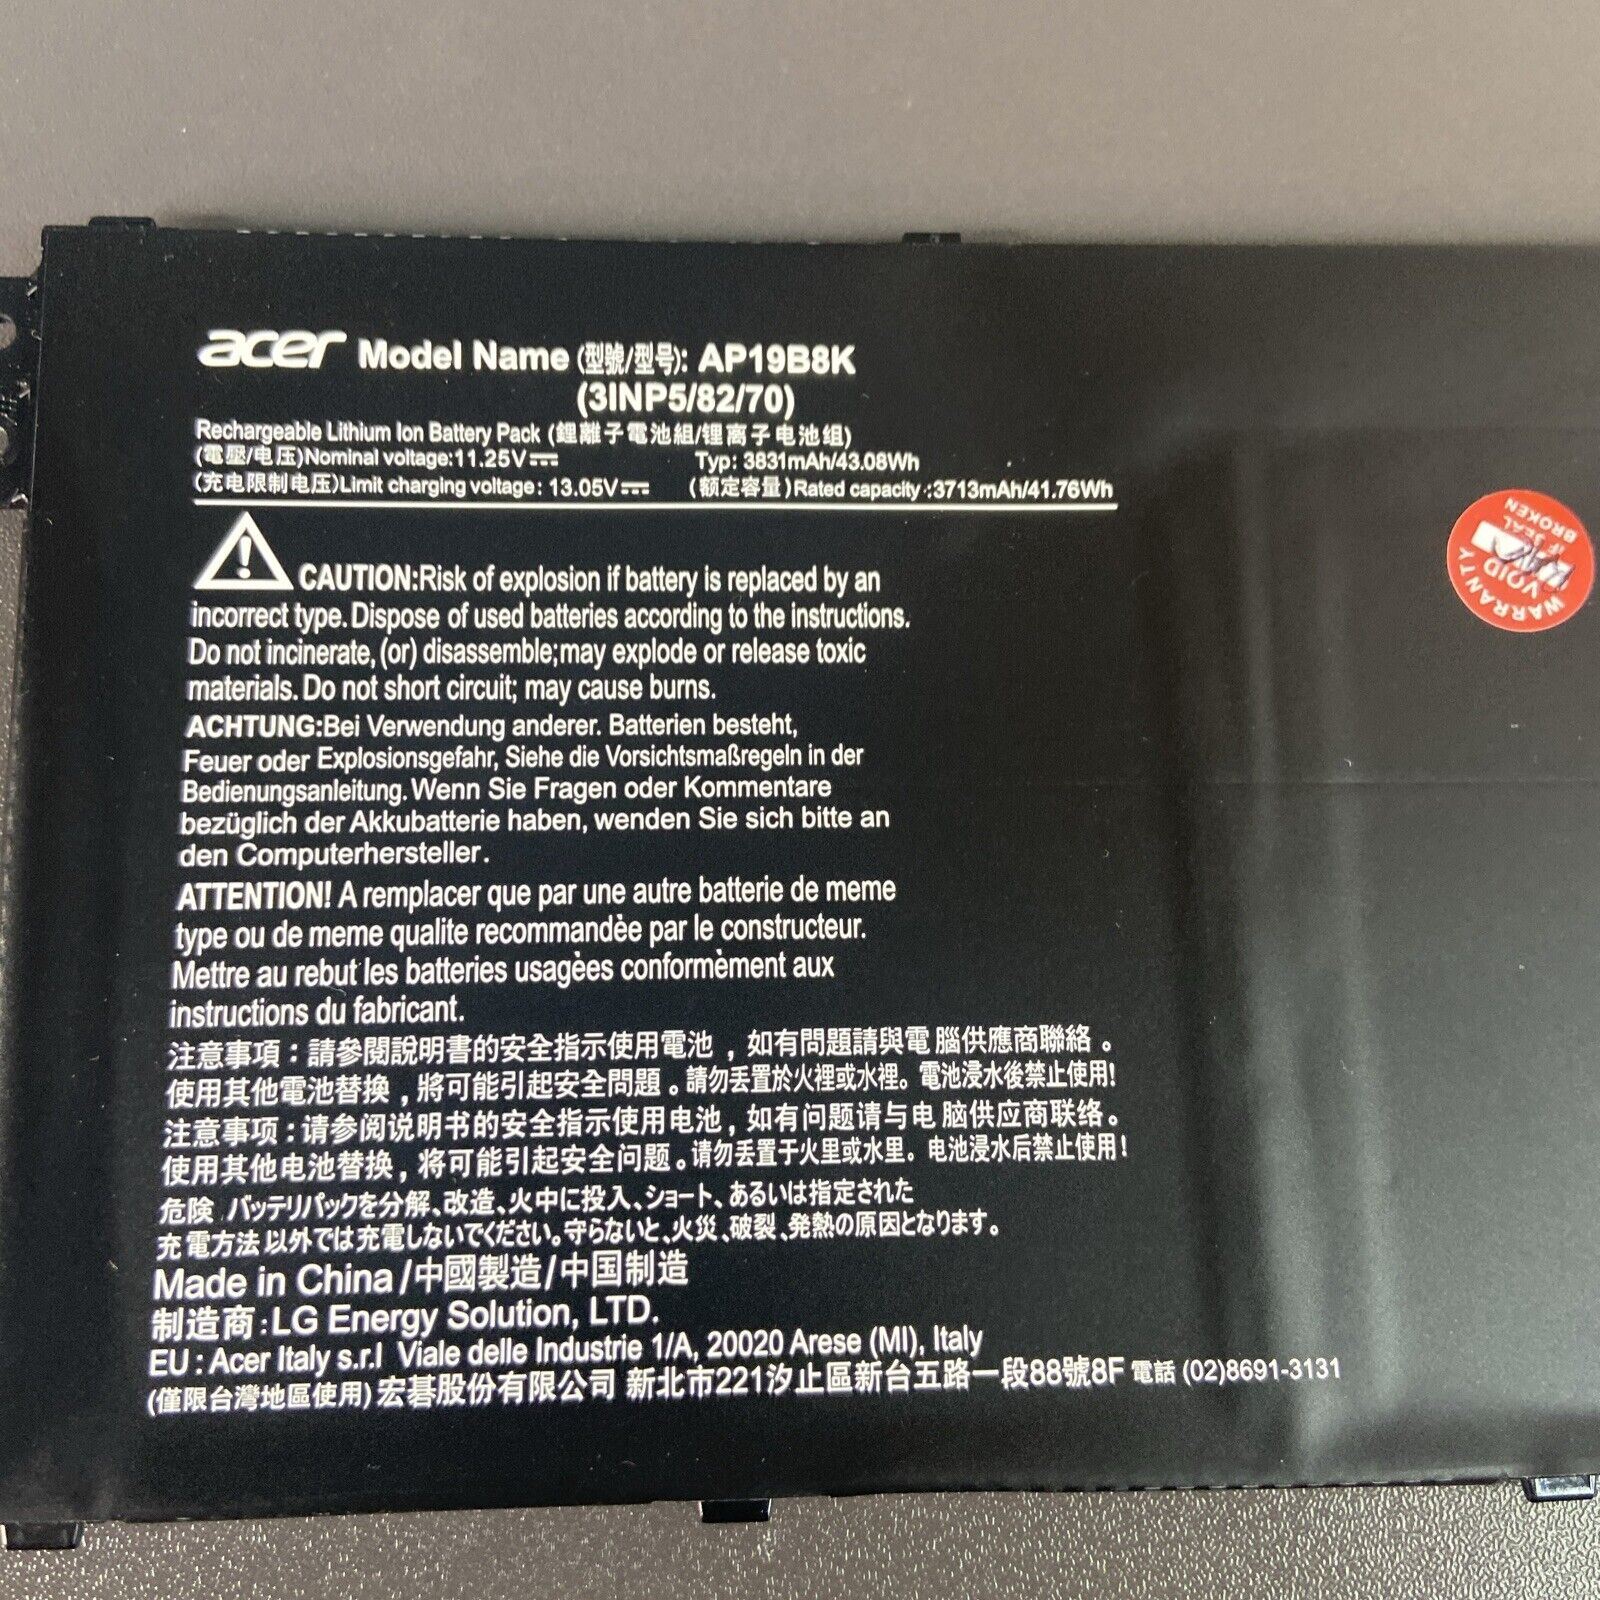 acer Model Name (型號/型号): AP19B8K
(3INP5/82/70)
Rechargeable Lithium Ion Battery Pack (鋰離子電池組/锂离子电池组)
(電壓/电压)Nominal voltage:11.25V Typ: 3831mAh/43.08Wh
(充电限制电压)Limit charging voltage: 13.05V (额定容量)Rated capacity:3713mAh/41.76Wh
CAUTION:Risk of explosion if battery is replaced by an
incorrect type.Dispose of used batteries according to the instructions.
Do not incinerate,(or) disassemble;may explode or release toxic
materials.Do not short circuit; may cause burns.
ACHTUNG:Bei Verwendung anderer. Batterien besteht,
Feuer oder Explosionsgefahr, Siehe die Vorsichtsmaßregeln in der
Bedienungsanleitung.Wenn Sie Fragen oder Kommentare
bezüglich der Akkubatterie haben, wenden Sie sich bitte an
den Computerhersteller.
ATTENTION! A remplacer que par une autre batterie de meme
type ou de meme qualite recommandèe par le constructeur.
Mettre au rebut les batteries usagèes conformèment aux
instructions du fabricant.
注意事項：請參閱說明書的安全指示使用電池，如有問題請與電腦供應商聯絡。
使用其他電池替換，將可能引起安全問題。請勿丟置於火裡或水裡。電池浸水後禁止使用!
注意事项：请参阅说明书的安全指示使用电池，如有问题请与电脑供应商联络。
使用其他电池替换，将可能引起安全问题。请勿丢置于火里或水里。电池浸水后禁止使用!
危険 バッテリパックを分解、改造、火中に投入、ショート、あるいは指定された
充電方法以外では充電しないでください。守らないと、火災、破裂、発熱の原因となります。
Made in China/中國製造/中国制造
制造商:LG Energy Solution, LTD.
EU : Acer Italy s.r.l Viale delle Industrie 1/A, 20020 Arese (MI), Italy
(僅限台灣地區使用) 宏碁股份有限公司 新北市221汐止區新台五路一段88號8F 電話 (02)8691-3131
WARRANTY
VOID
IF SEAL
BROKEN